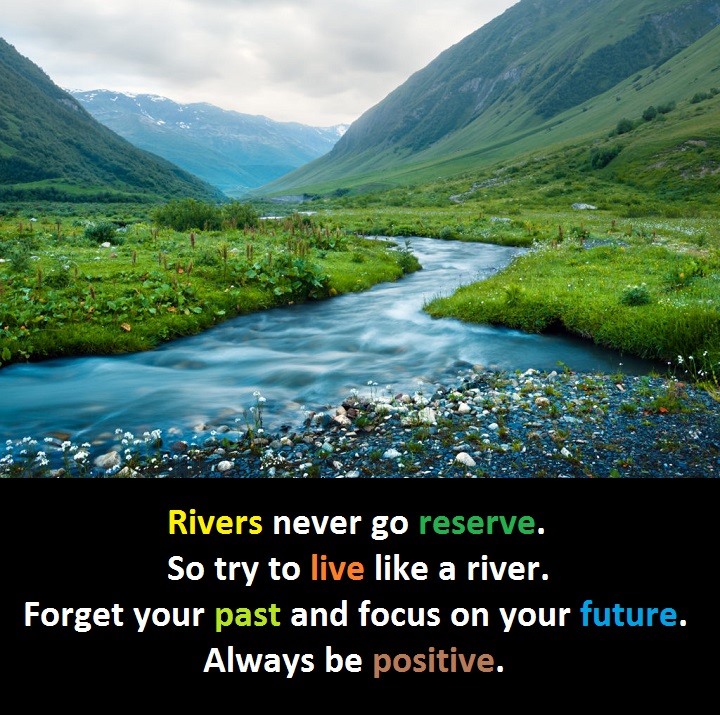 Rivers never go reserve.
So try to live like a river.
Forget your past and focus on your future.
Always be positive.